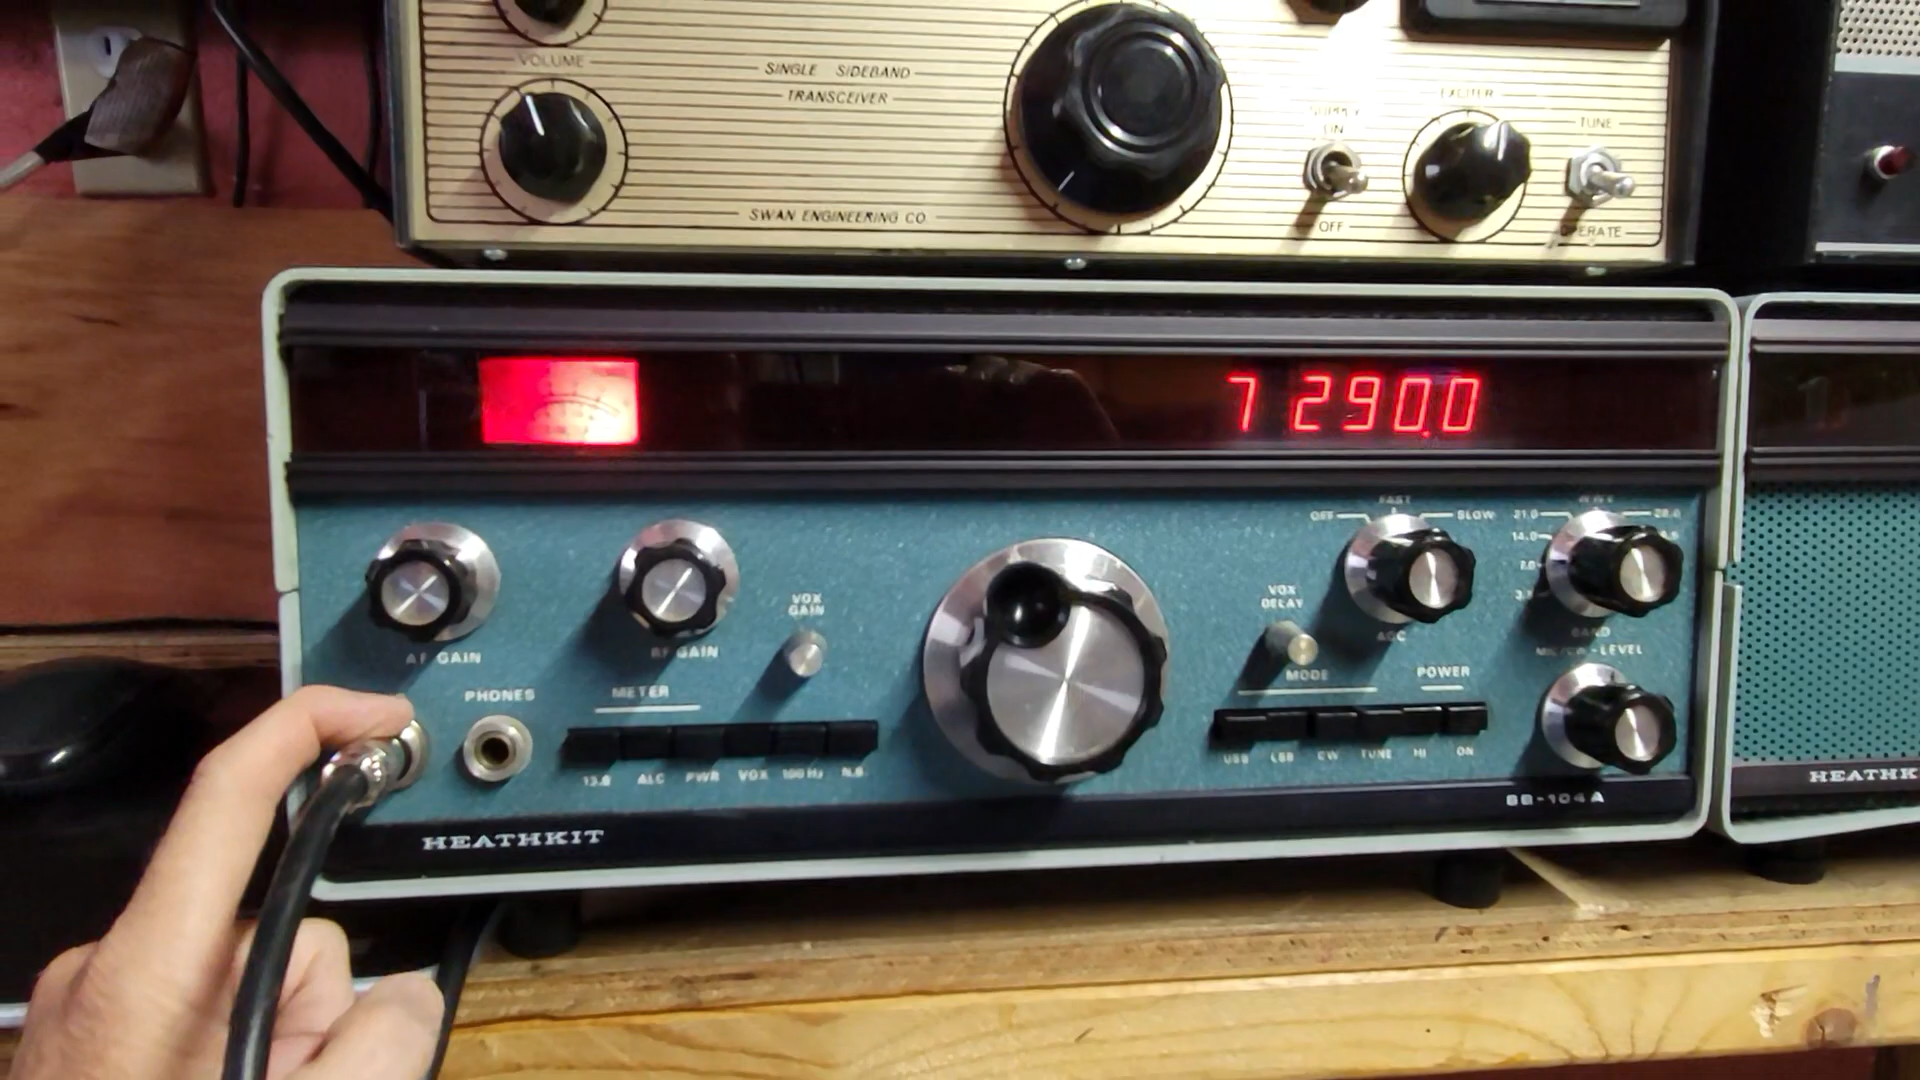 VOLUME
SINGLE SIDEBAND
TRANSCEIVER
EXCITER
SUPPLY
ON
TUNE
SWAN ENGINEERING CO.
OFF
OPERATE
7 290.0
FAST
OFF
SLOW
21.0
28.0
14.0
7.0
VOX
GAIN
VOX
DELAY
AF GAIN
RF GAIN
AGC
BAND
MIC/CW-LEVEL
PHONES
METER
MODE
POWER
13.8 ALC PWR VOX 100 Hz N.B.
USB LSB CW TUNE HI ON
SB-104A
HEATHKIT
HEATHK